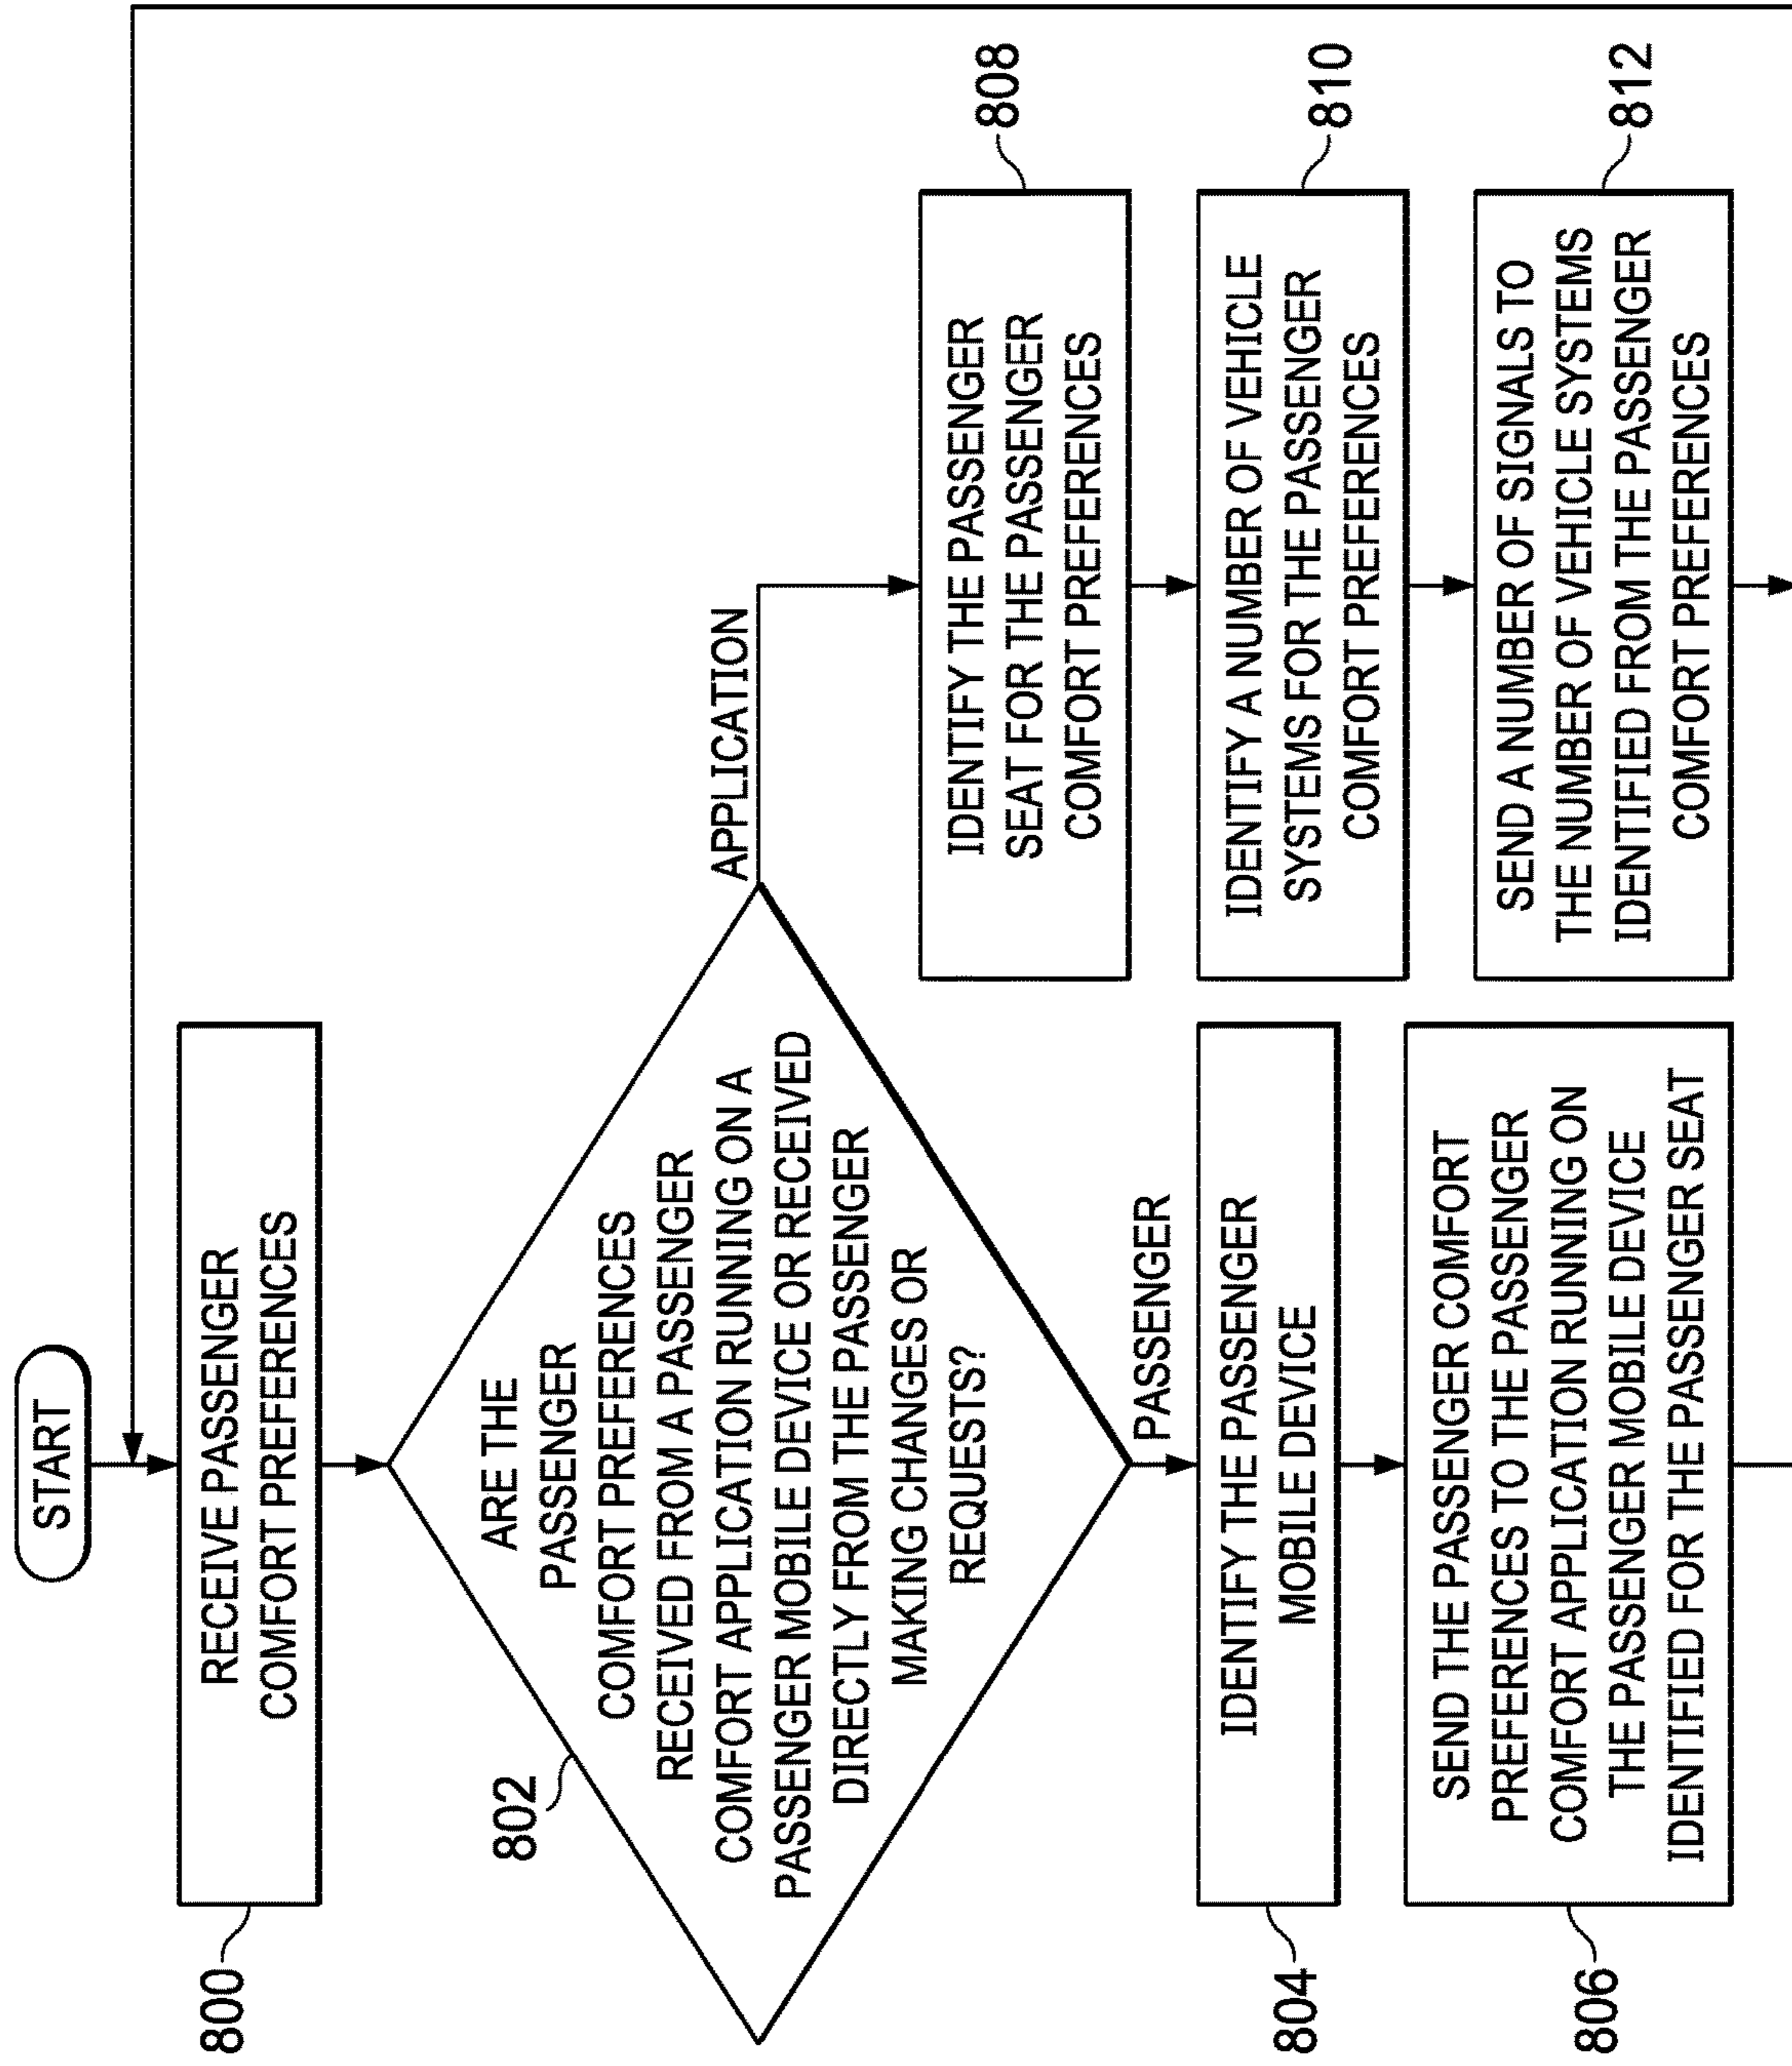 START
800
RECEIVE PASSENGER
COMFORT PREFERENCES
802
ARE THE
PASSENGER
COMFORT PREFERENCES
RECEIVED FROM A PASSENGER
COMFORT APPLICATION RUNNING ON A
PASSENGER MOBILE DEVICE OR RECEIVED
DIRECTLY FROM THE PASSENGER
MAKING CHANGES OR
REQUESTS?
APPLICATION
PASSENGER
804
IDENTIFY THE PASSENGER
MOBILE DEVICE
806
SEND THE PASSENGER COMFORT
PREFERENCES TO THE PASSENGER
COMFORT APPLICATION RUNNING ON
THE PASSENGER MOBILE DEVICE
IDENTIFIED FOR THE PASSENGER SEAT
808
IDENTIFY THE PASSENGER
SEAT FOR THE PASSENGER
COMFORT PREFERENCES
810
IDENTIFY A NUMBER OF VEHICLE
SYSTEMS FOR THE PASSENGER
COMFORT PREFERENCES
812
SEND A NUMBER OF SIGNALS TO
THE NUMBER OF VEHICLE SYSTEMS
IDENTIFIED FROM THE PASSENGER
COMFORT PREFERENCES